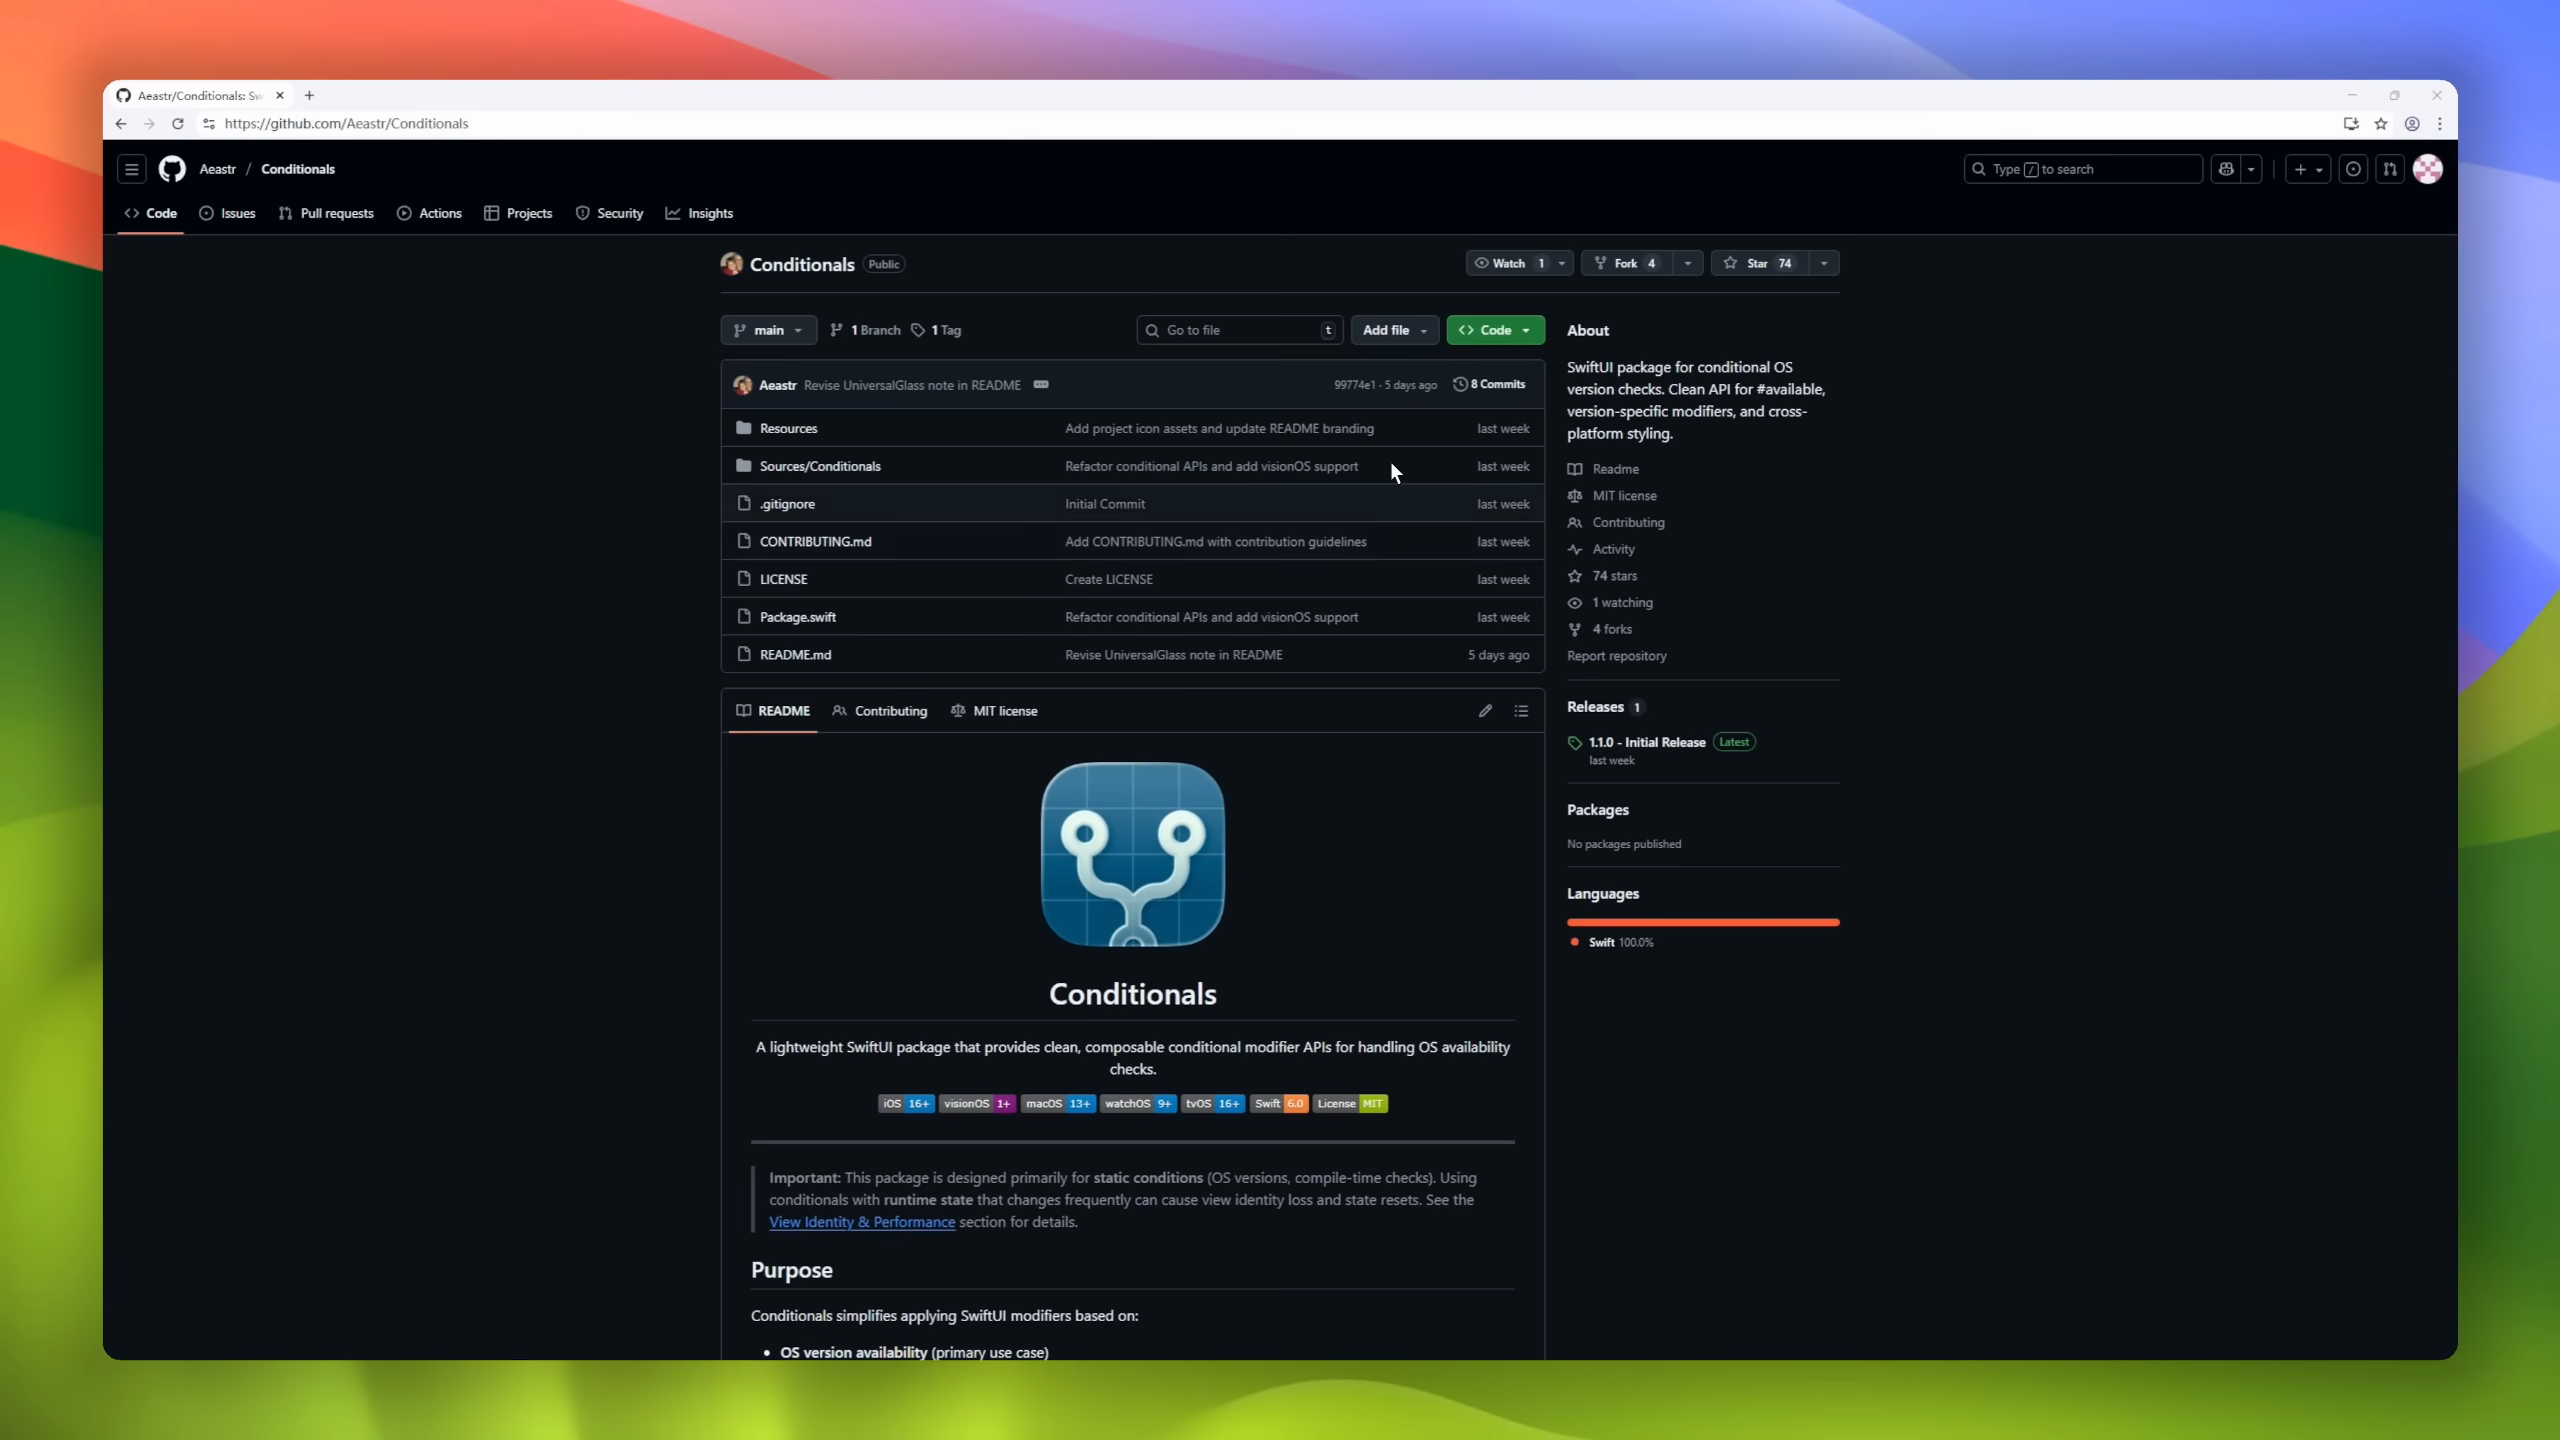 Aeastr/Conditionals: Sw
https://github.com/Aeastr/Conditionals
Aeastr / Conditionals
Type / to search
Code Issues Pull requests Actions Projects Security Insights
Conditionals Public
Watch 1 Fork 4 Star 74
main 1 Branch 1 Tag
Go to file t Add file Code
Aeastr Revise UniversalGlass note in README 99774e1 · 5 days ago 8 Commits
Resources Add project icon assets and update README branding last week
Sources/Conditionals Refactor conditional APIs and add visionOS support last week
.gitignore Initial Commit last week
CONTRIBUTING.md Add CONTRIBUTING.md with contribution guidelines last week
LICENSE Create LICENSE last week
Package.swift Refactor conditional APIs and add visionOS support last week
README.md Revise UniversalGlass note in README 5 days ago
README Contributing MIT license
Conditionals
A lightweight SwiftUI package that provides clean, composable conditional modifier APIs for handling OS availability
checks.
iOS 16+ visionOS 1+ macOS 13+ watchOS 9+ tvOS 16+ Swift 6.0 License MIT
Important: This package is designed primarily for static conditions (OS versions, compile-time checks). Using
conditionals with runtime state that changes frequently can cause view identity loss and state resets. See the
View Identity & Performance section for details.
Purpose
Conditionals simplifies applying SwiftUI modifiers based on:
• OS version availability (primary use case)
About
SwiftUI package for conditional OS
version checks. Clean API for #available,
version-specific modifiers, and cross-
platform styling.
Readme
MIT license
Contributing
Activity
74 stars
1 watching
4 forks
Report repository
Releases 1
1.1.0 - Initial Release Latest
last week
Packages
No packages published
Languages
Swift 100.0%